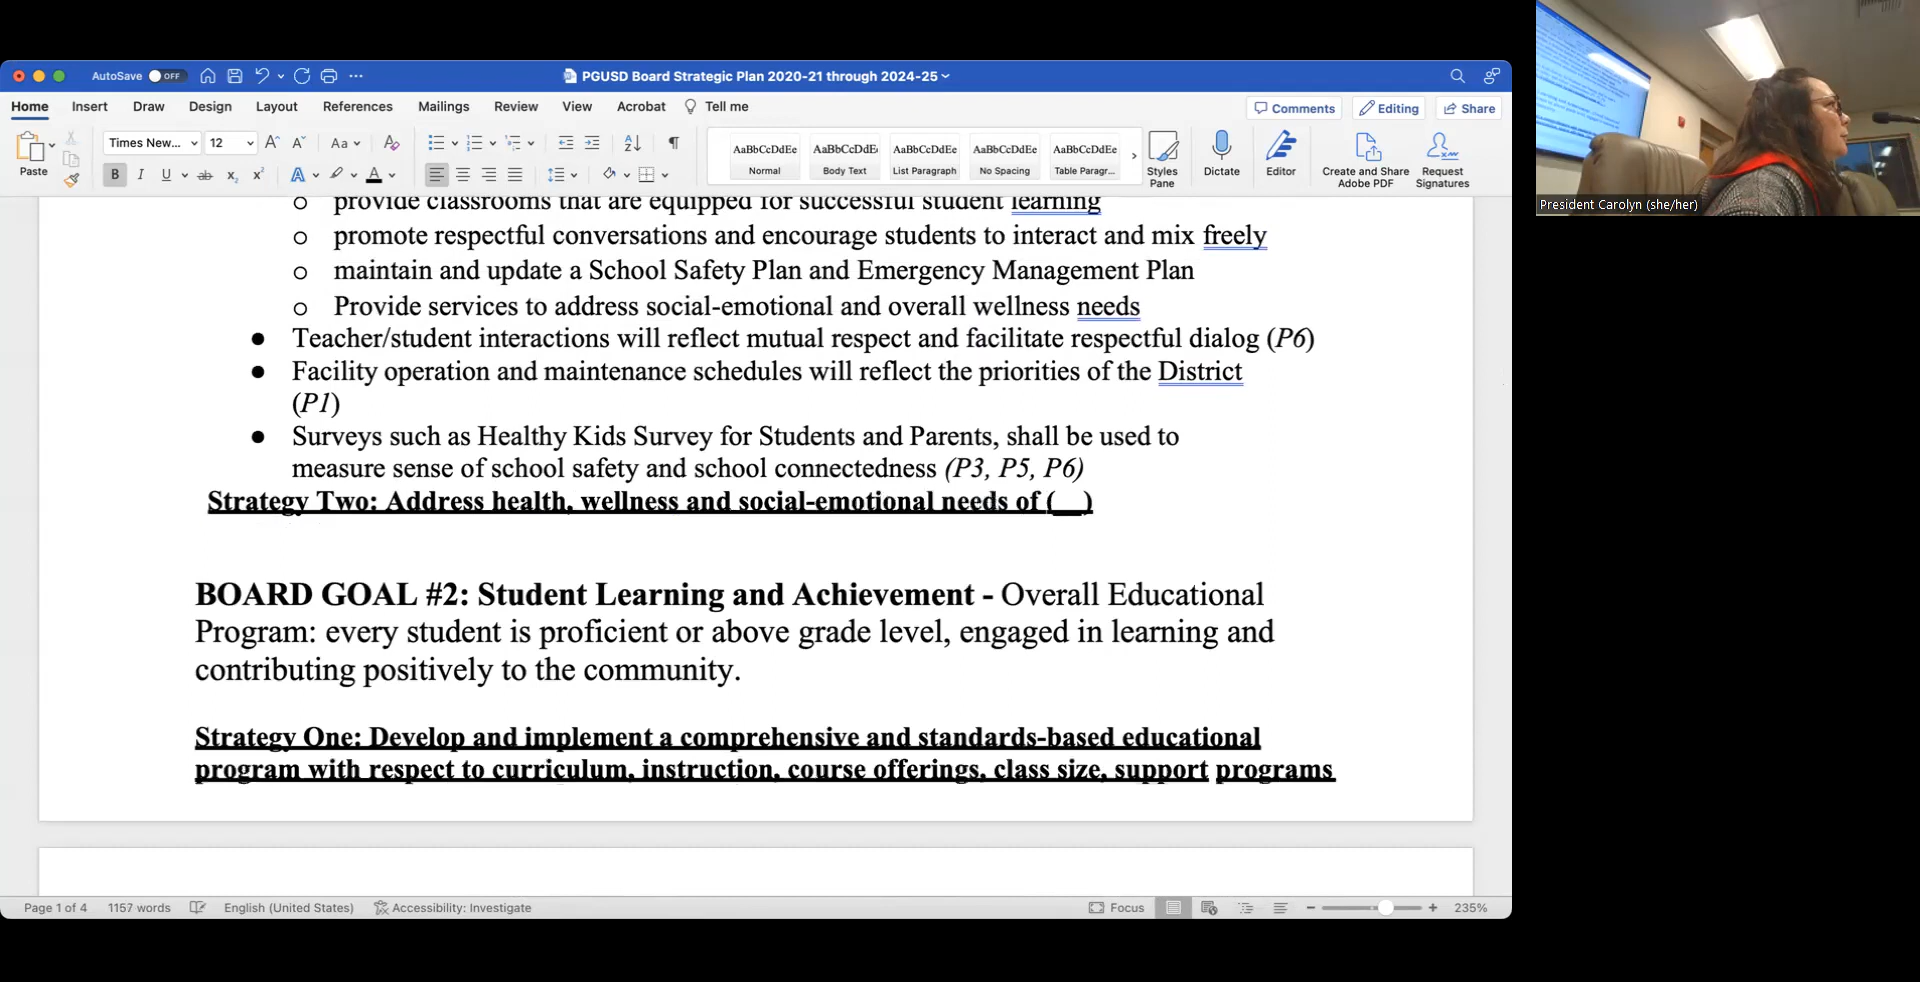 AutoSave OFF
PGUSD Board Strategic Plan 2020-21 through 2024-25
Home Insert Draw Design Layout References Mailings Review View Acrobat Tell me
Comments Editing Share
Times New... 12
Aa
Paste
B I U ab x₂ x²
A A
AaBbCcDdEe AaBbCcDdE AaBbCcDdEe AaBbCcDdEe AaBbCcDdEe
Normal Body Text List Paragraph No Spacing Table Paragr...
Styles Pane
Dictate
Editor
Create and Share Adobe PDF
Request Signatures
President Carolyn (she/her)
o provide classrooms that are equipped for successful student learning
o promote respectful conversations and encourage students to interact and mix freely
o maintain and update a School Safety Plan and Emergency Management Plan
o Provide services to address social-emotional and overall wellness needs
● Teacher/student interactions will reflect mutual respect and facilitate respectful dialog (P6)
● Facility operation and maintenance schedules will reflect the priorities of the District
(P1)
● Surveys such as Healthy Kids Survey for Students and Parents, shall be used to
measure sense of school safety and school connectedness (P3, P5, P6)
Strategy Two: Address health, wellness and social-emotional needs of (__)
BOARD GOAL #2: Student Learning and Achievement - Overall Educational
Program: every student is proficient or above grade level, engaged in learning and
contributing positively to the community.
Strategy One: Develop and implement a comprehensive and standards-based educational
program with respect to curriculum, instruction, course offerings, class size, support programs
Page 1 of 4 1157 words English (United States) Accessibility: Investigate Focus 235%